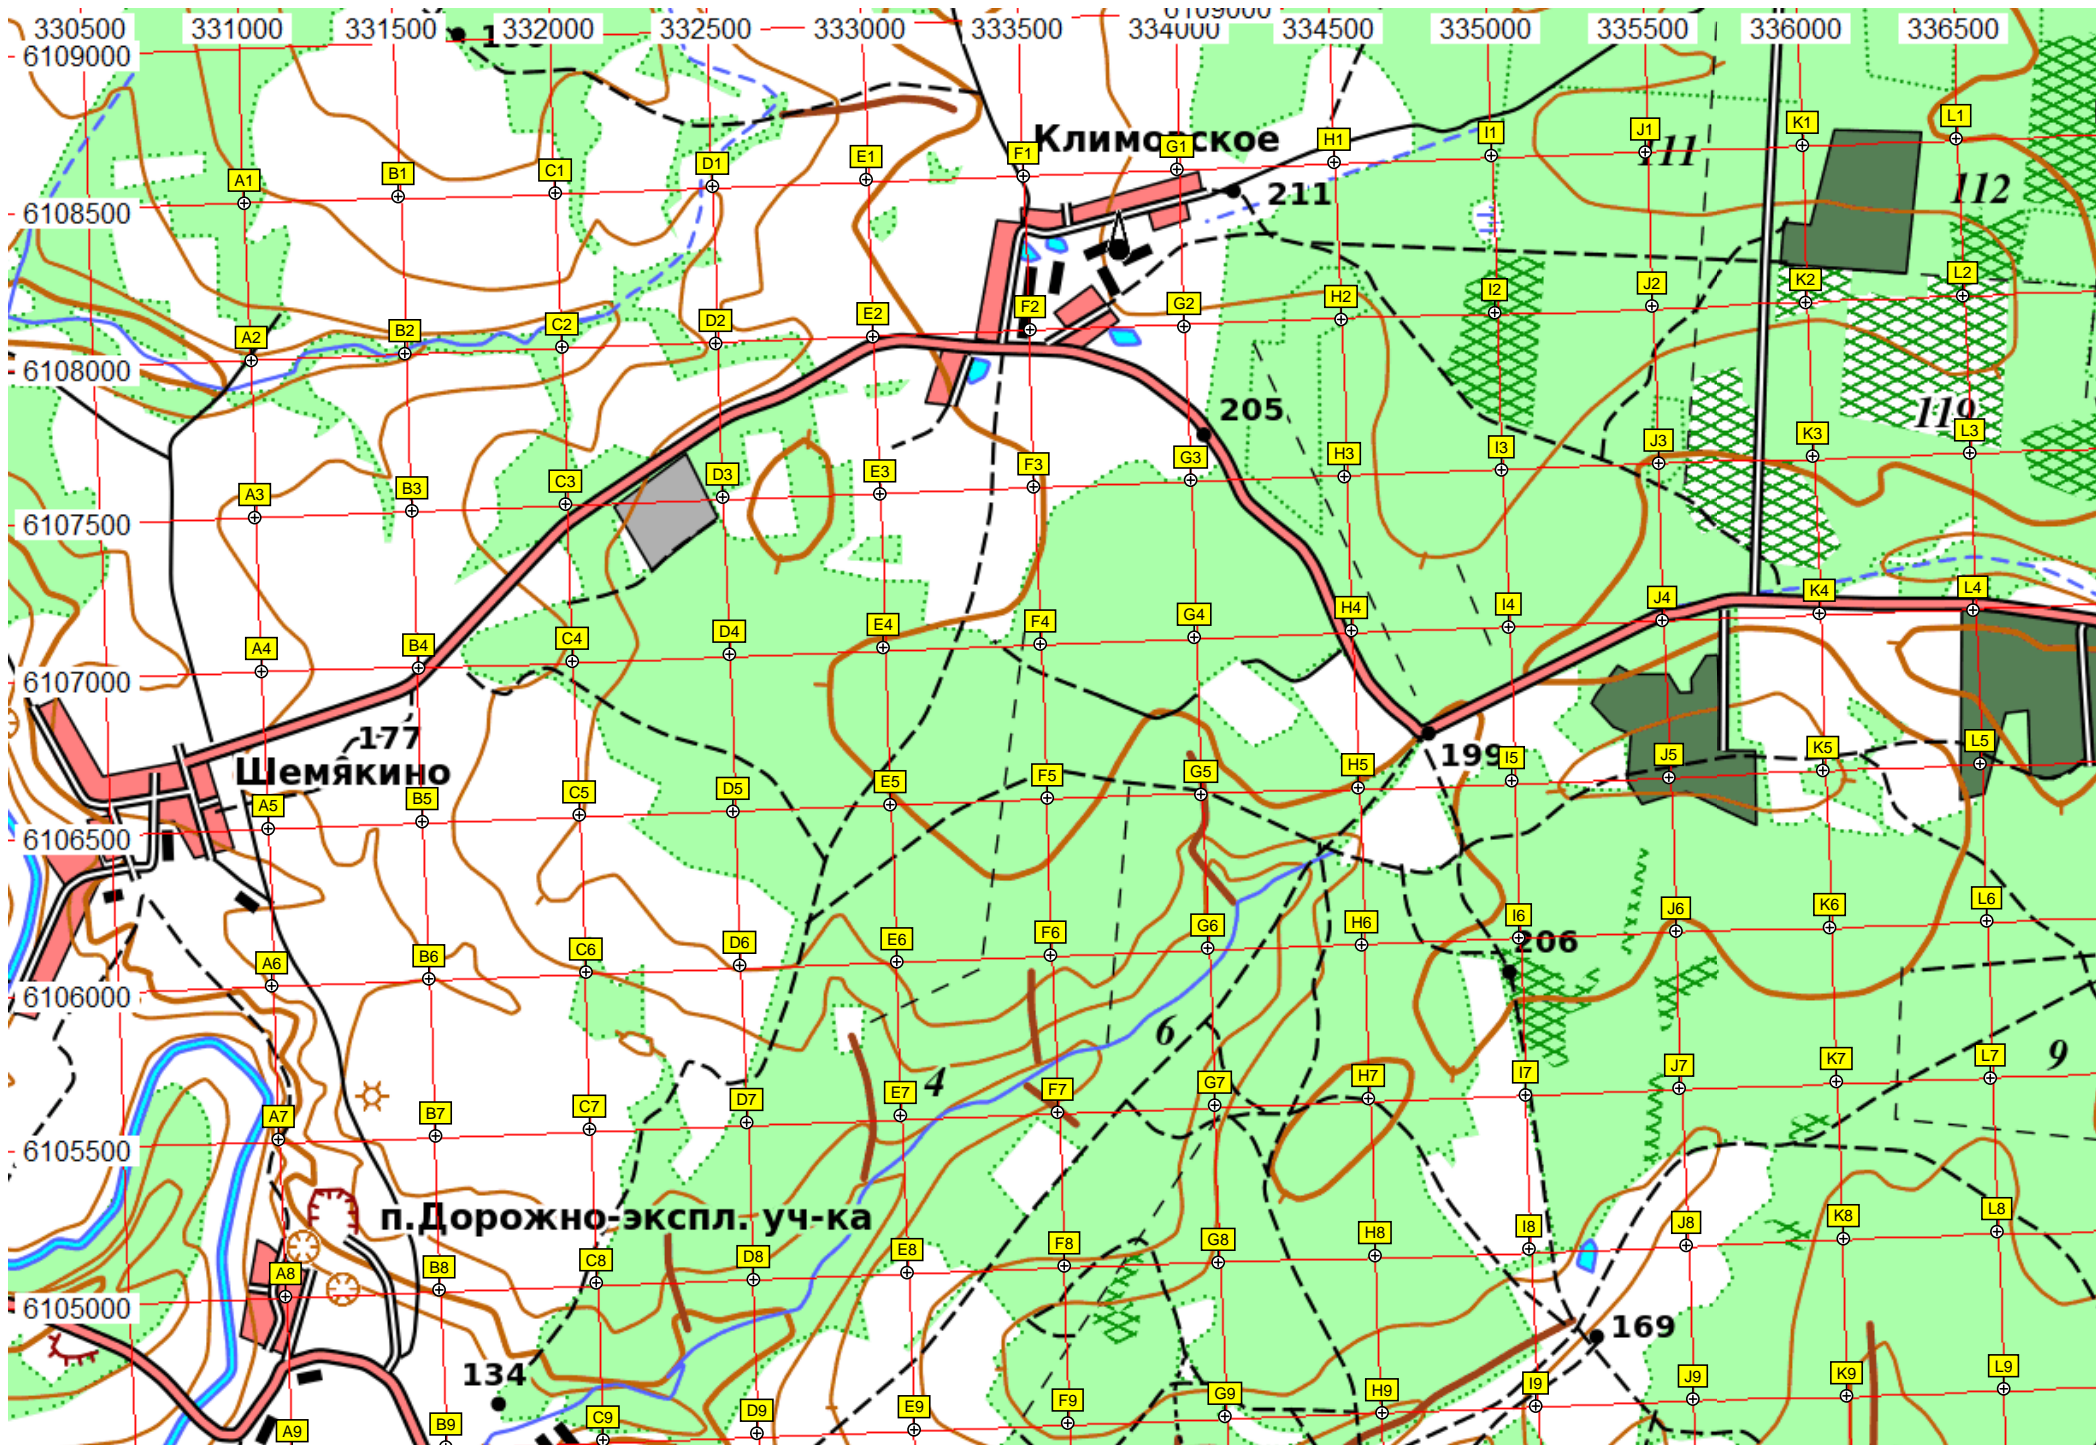 6109000
330500 331000 331500 332000 332500 333000 333500 334000 334500 335000 335500 336000 336500
6109000
Климовское
111
112
A1 B1 C1 D1 E1 F1 G1 H1 I1 J1 K1 L1
6108500
211
A2 B2 C2 D2 E2 F2 G2 H2 I2 J2 K2 L2
6108000
205
119
A3 B3 C3 D3 E3 F3 G3 H3 I3 J3 K3 L3
6107500
A4 B4 C4 D4 E4 F4 G4 H4 I4 J4 K4 L4
6107000
177
199
Шемякино
A5 B5 C5 D5 E5 F5 G5 H5 I5 J5 K5 L5
6106500
206
A6 B6 C6 D6 E6 F6 G6 H6 I6 J6 K6 L6
6106000
6
4
9
A7 B7 C7 D7 E7 F7 G7 H7 I7 J7 K7 L7
6105500
п.Дорожно-экспл. уч-ка
A8 B8 C8 D8 E8 F8 G8 H8 I8 J8 K8 L8
6105000
169
134
A9 B9 C9 D9 E9 F9 G9 H9 I9 J9 K9 L9